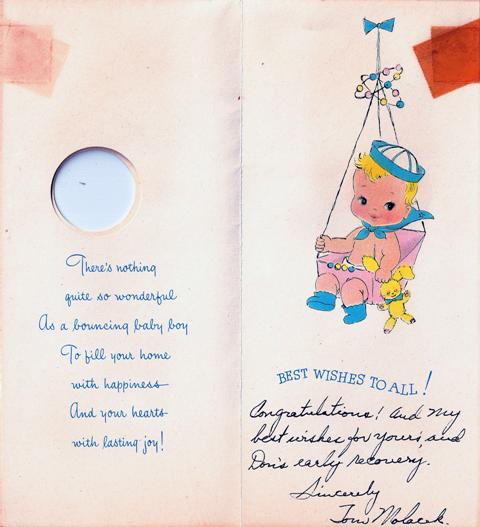 There's nothing
quite so wonderful
As a bouncing baby boy
To fill your home
with happiness
And your hearts
with lasting joy!
BEST WISHES TO ALL!
Congratulations! And My
best wishes for yours, and
Don's early recovery.
Sincerely
Tom